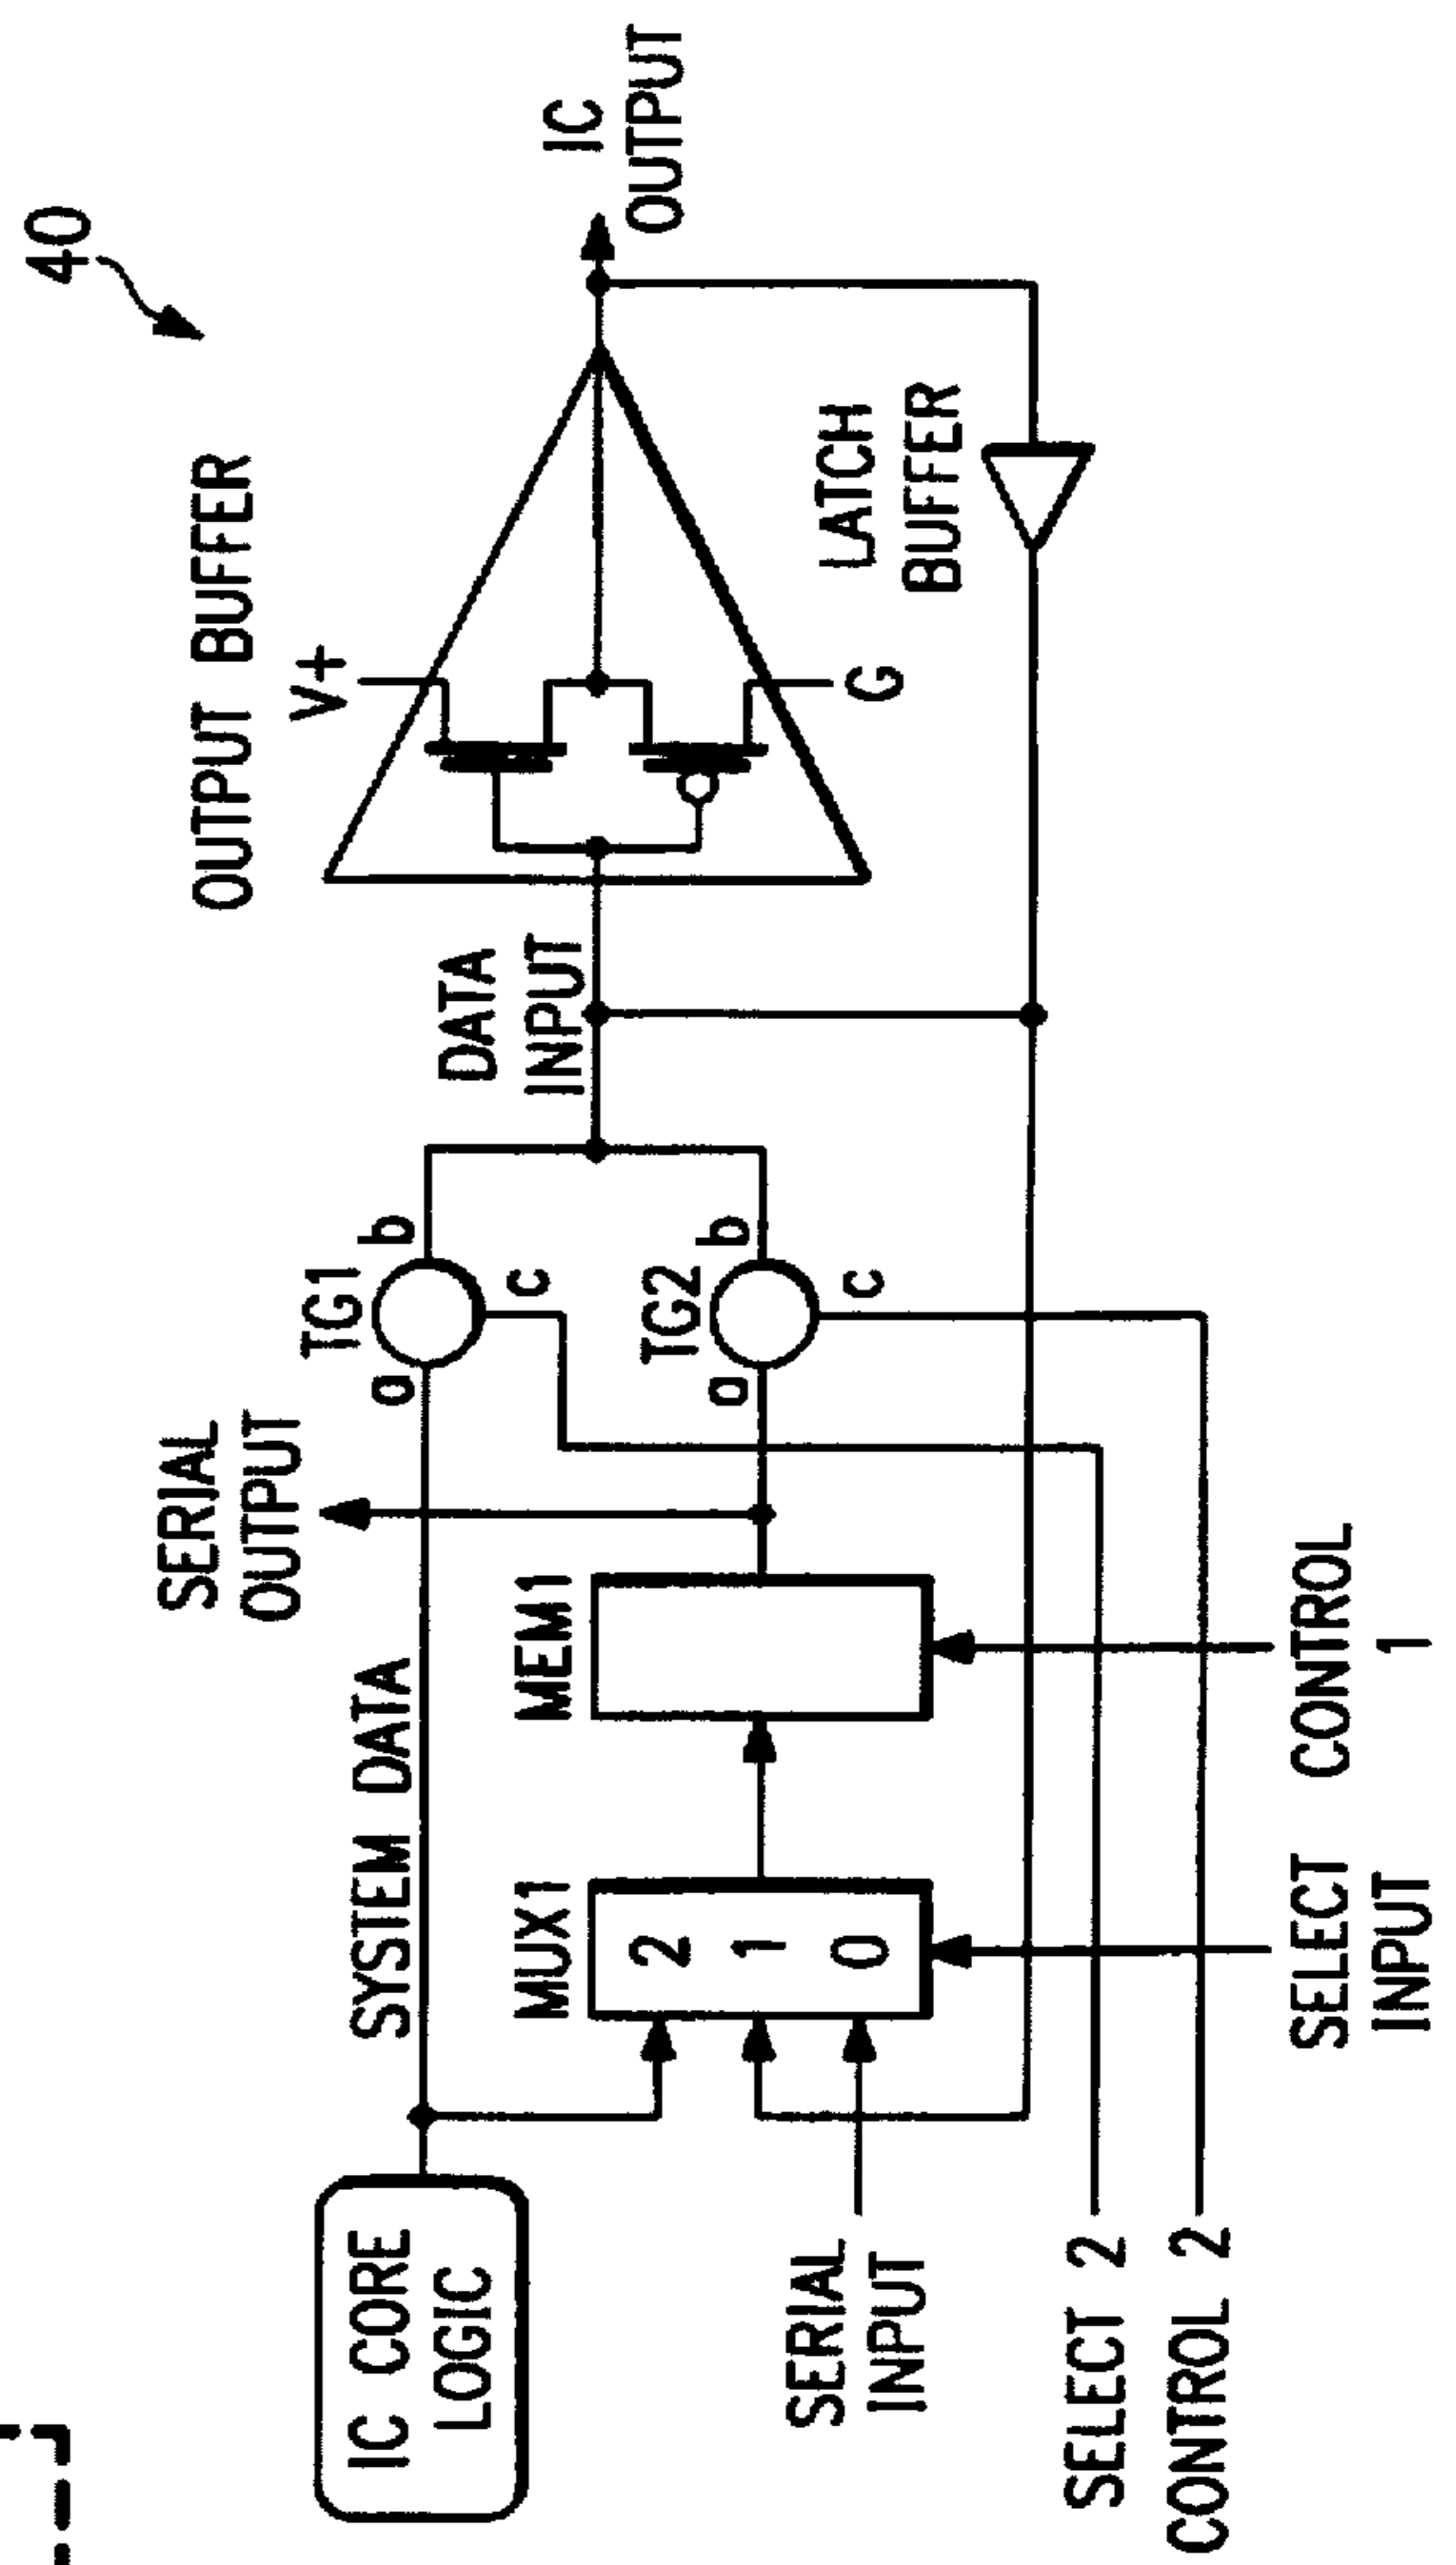 40
OUTPUT BUFFER
V+
IC
OUTPUT
SERIAL
OUTPUT
TG1
a
b
c
DATA
INPUT
G
LATCH
BUFFER
IC CORE
LOGIC
SYSTEM DATA
MUX1
2
1
0
MEM1
TG2
a
b
c
SERIAL
INPUT
SELECT 2
CONTROL 2
SELECT
INPUT
CONTROL
1